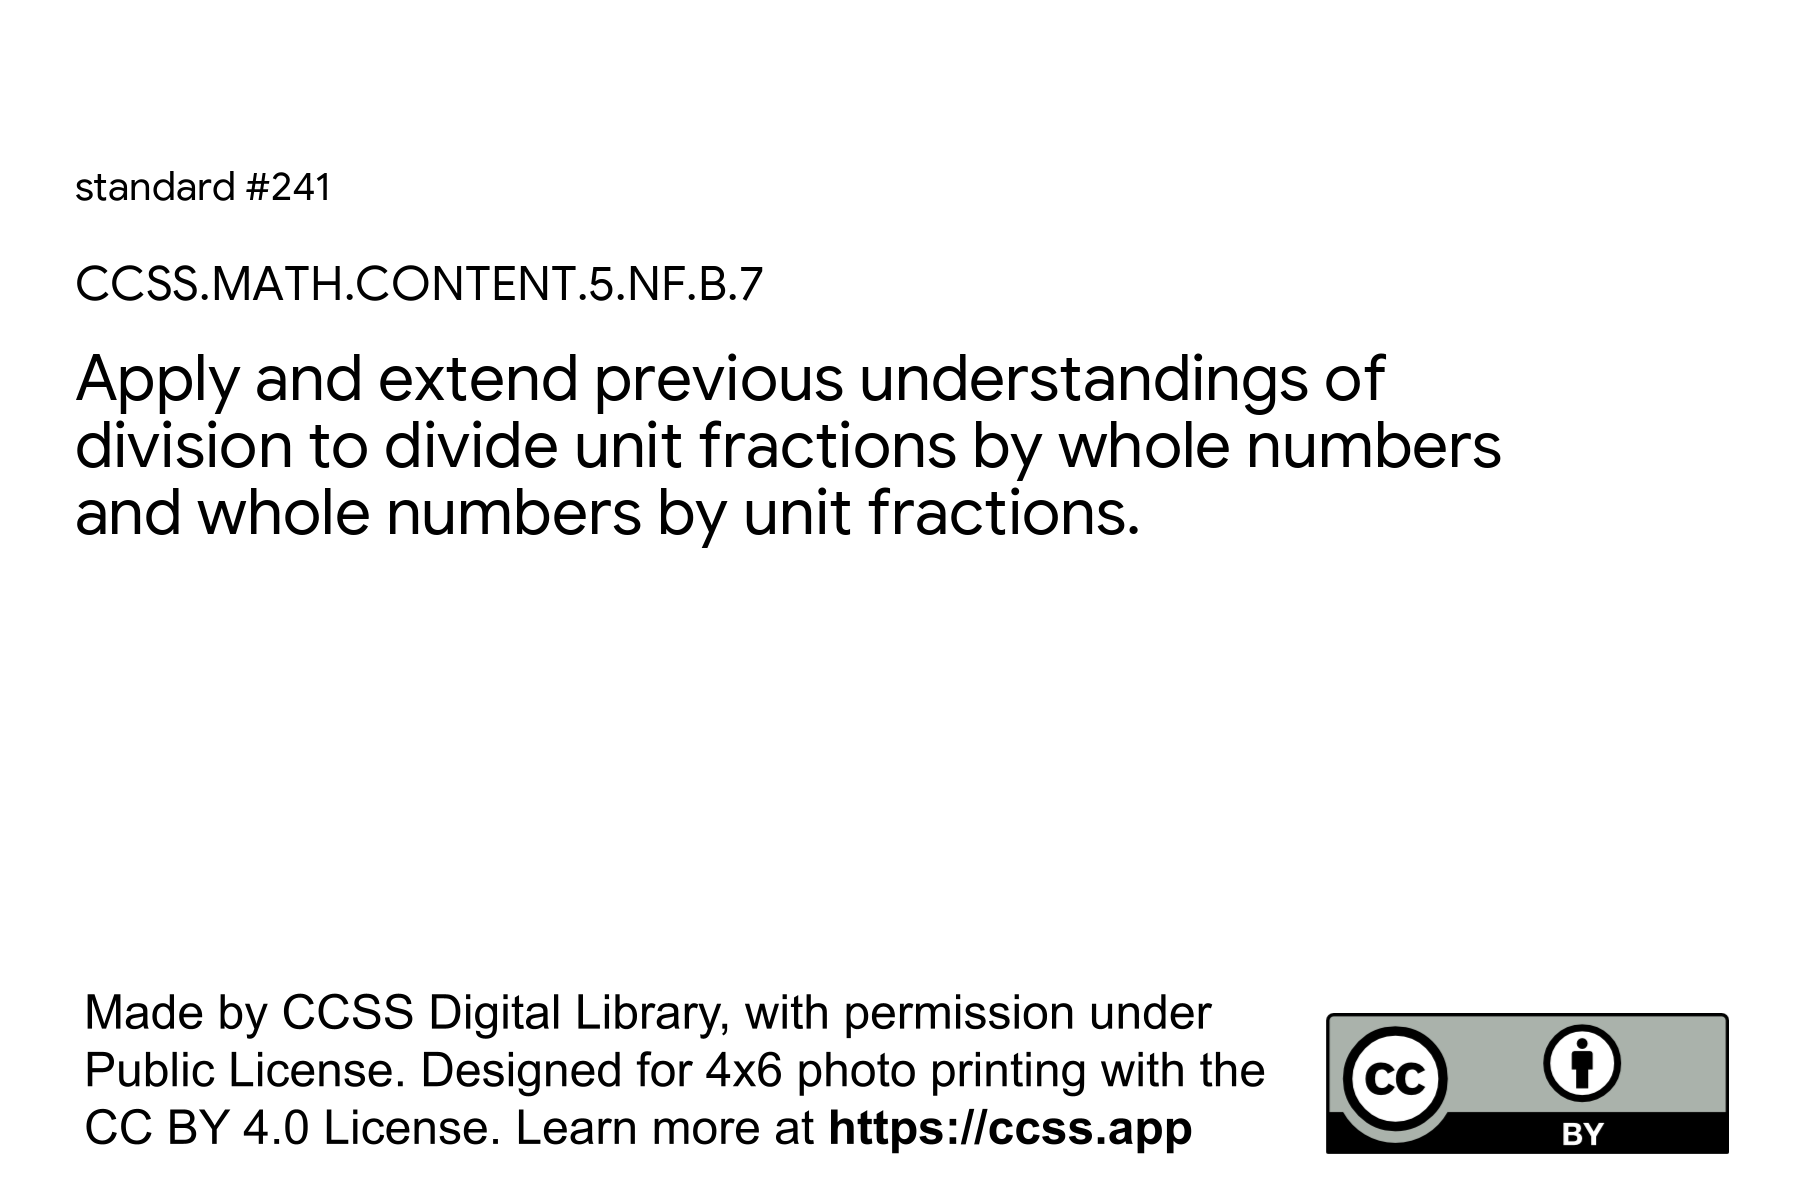 standard #241
CCSS.MATH.CONTENT.5.NF.B.7
Apply and extend previous understandings of
division to divide unit fractions by whole numbers
and whole numbers by unit fractions.
Made by CCSS Digital Library, with permission under
Public License. Designed for 4x6 photo printing with the
CC BY 4.0 License. Learn more at https://ccss.app
CC
BY